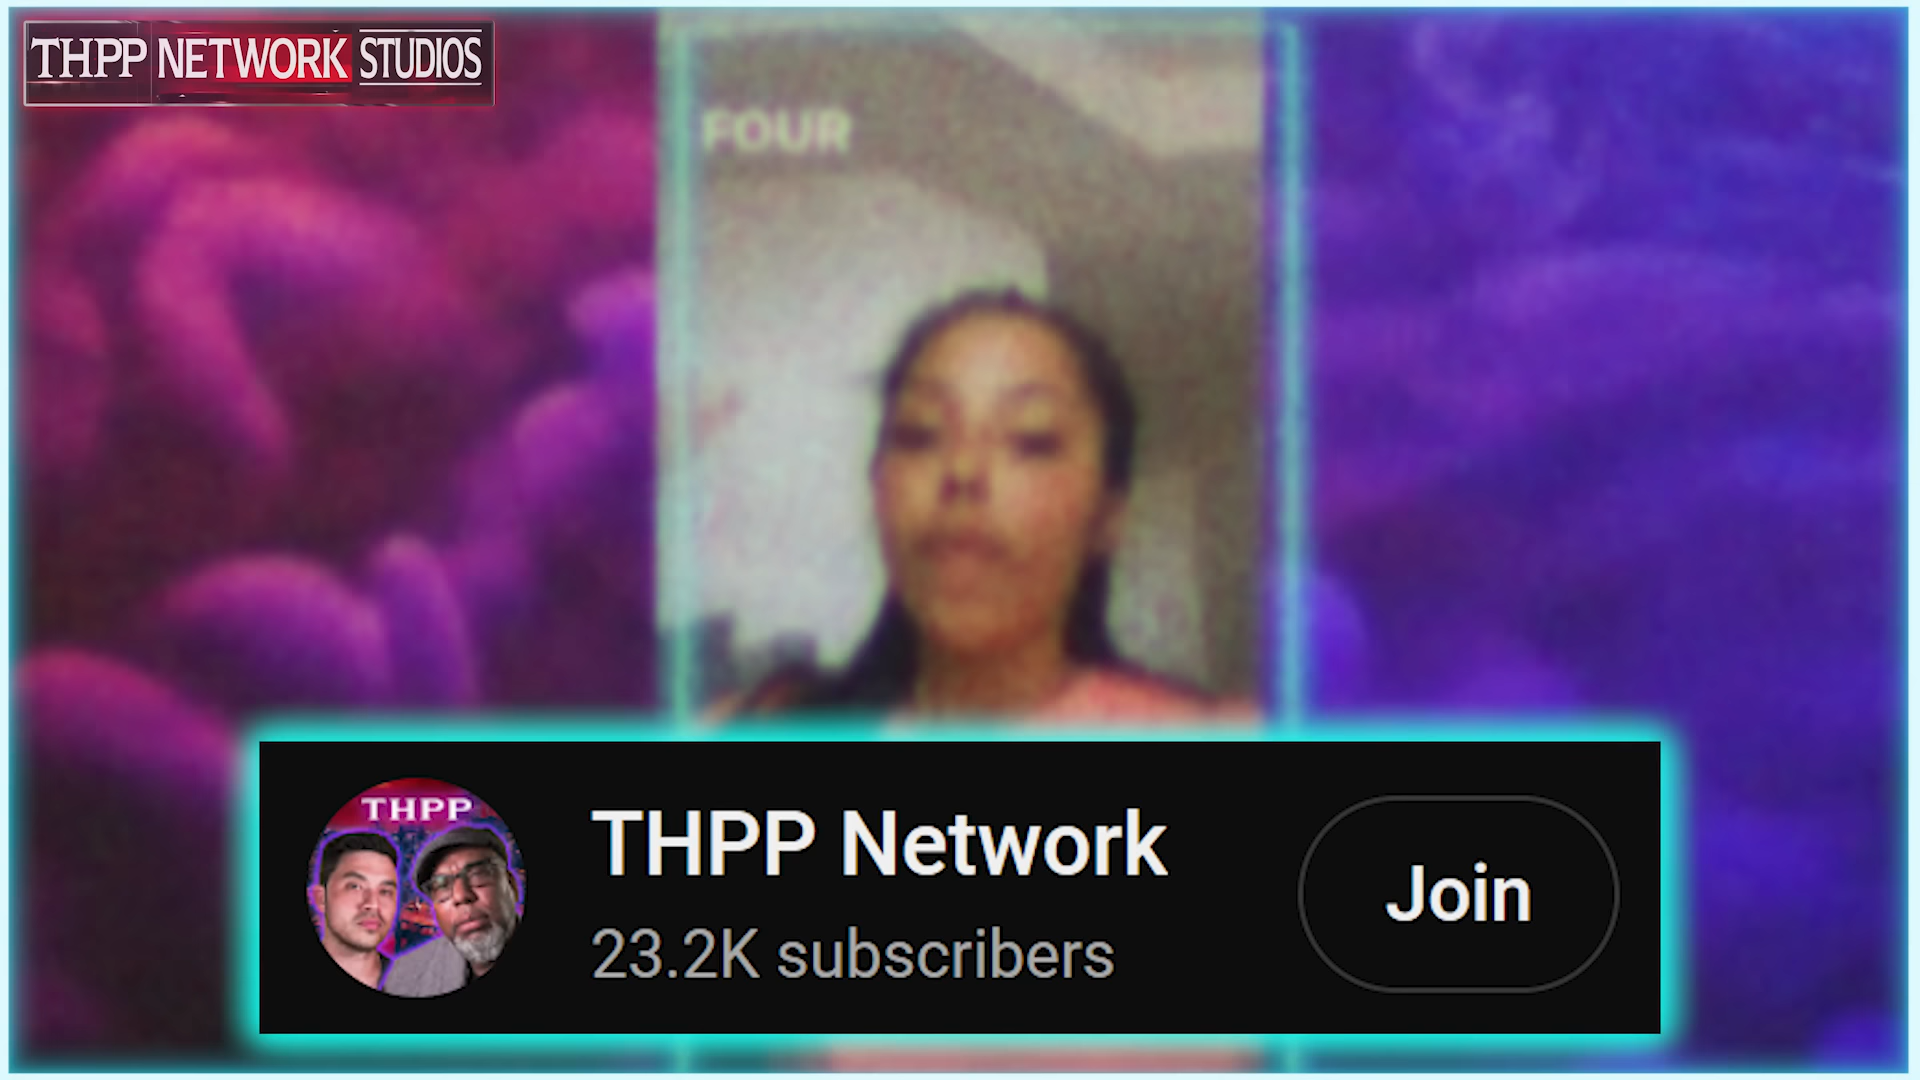 THPP NETWORK STUDIOS
FOUR
THPP
THPP Network
23.2K subscribers
Join